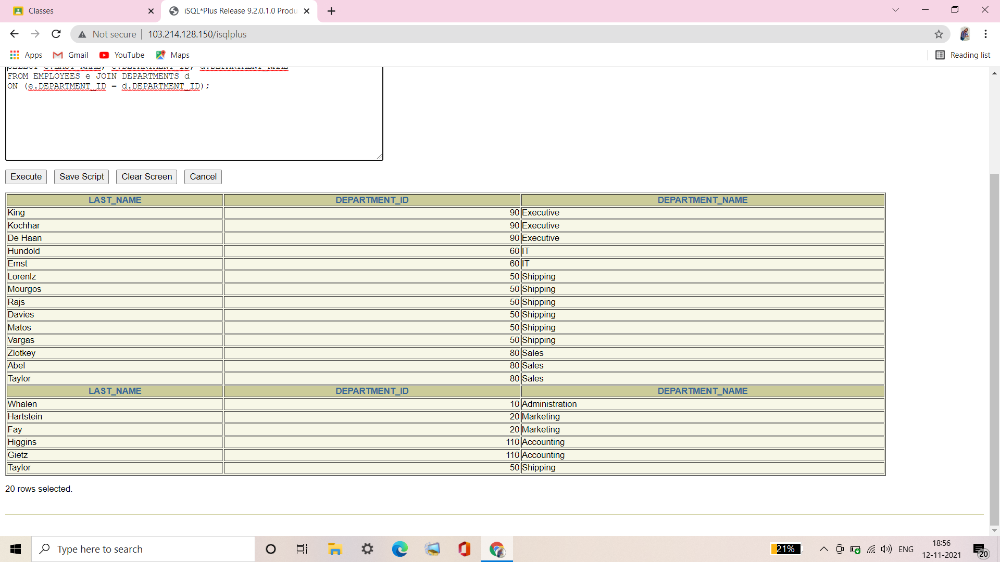 Classes
iSQL*Plus Release 9.2.0.1.0 Produ
Not secure
103.214.128.150/isqlplus
Apps
Gmail
YouTube
Maps
Reading list
SELECT e.LAST_NAME, e.DEPARTMENT_ID, d.DEPARTMENT_NAME
FROM EMPLOYEES e JOIN DEPARTMENTS d
ON (e.DEPARTMENT_ID = d.DEPARTMENT_ID);
Execute Save Script Clear Screen Cancel
LAST_NAME DEPARTMENT_ID DEPARTMENT_NAME
King 90 Executive
Kochhar 90 Executive
De Haan 90 Executive
Hundold 60 IT
Ernst 60 IT
Lorenlz 50 Shipping
Mourgos 50 Shipping
Rajs 50 Shipping
Davies 50 Shipping
Matos 50 Shipping
Vargas 50 Shipping
Zlotkey 80 Sales
Abel 80 Sales
Taylor 80 Sales
LAST_NAME DEPARTMENT_ID DEPARTMENT_NAME
Whalen 10 Administration
Hartstein 20 Marketing
Fay 20 Marketing
Higgins 110 Accounting
Gietz 110 Accounting
Taylor 50 Shipping
20 rows selected.
Type here to search
21%
ENG
18:56
12-11-2021
20